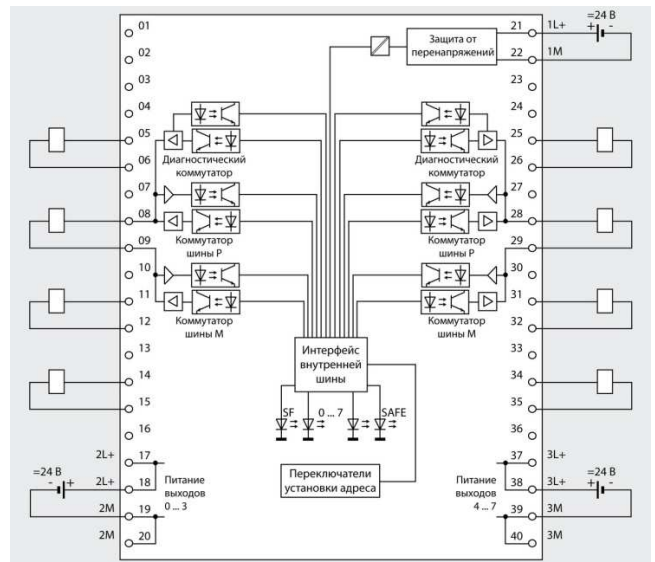 01
02
03
04
05
06
07
08
09
10
11
12
13
14
15
16
2L+ 17
2L+ 18
2M 19
2M 20
=24 В
- +
Диагностический
коммутатор
Коммутатор
шины P
Коммутатор
шины M
Питание
выходов
0 ... 3
Защита от
перенапряжений
Интерфейс
внутренней
шины
SF 0 ... 7 SAFE
Переключатели
установки адреса
Диагностический
коммутатор
Коммутатор
шины P
Коммутатор
шины M
Питание
выходов
4 ... 7
21 1L+
22 1M
=24 В
+ -
23
24
25
26
27
28
29
30
31
32
33
34
35
36
37 3L+
38 3L+
39 3M
40 3M
=24 В
+ -